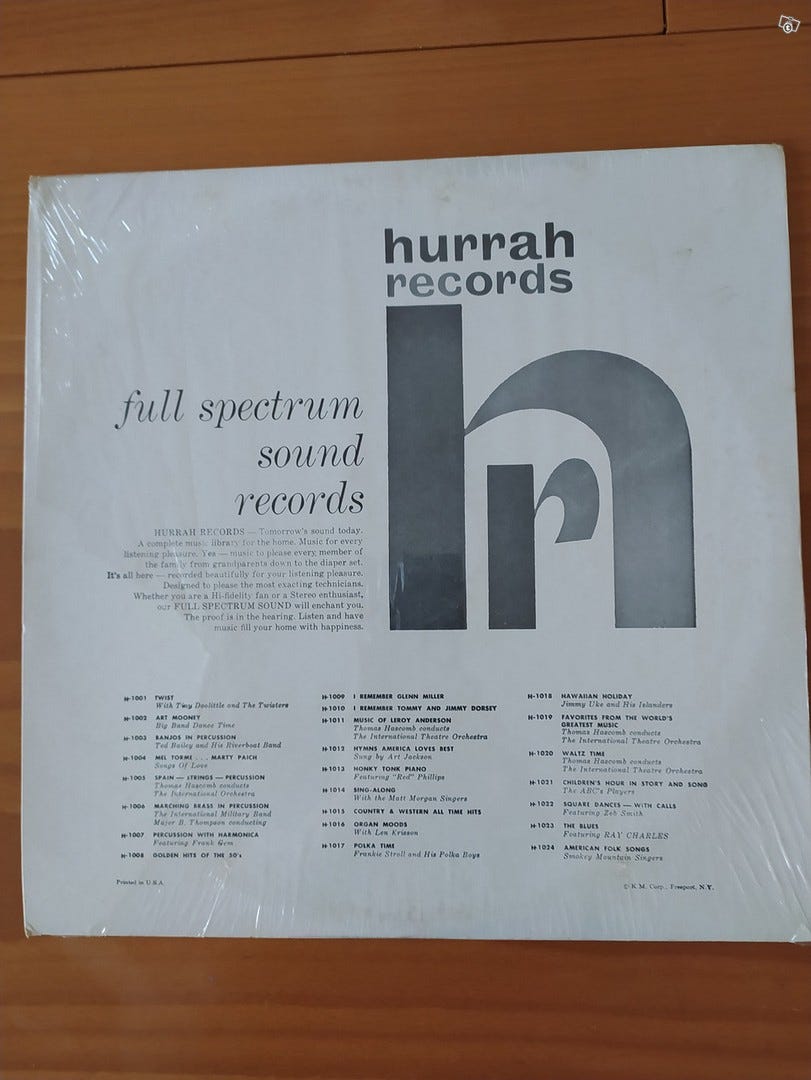 hurrah
records
full spectrum
sound
records
HURRAH RECORDS — Tomorrow's sound today.
A complete music library for the home. Music for every
listening pleasure. Yes — music to please every member of
the family from grandparents down to the diaper set.
It's all here — recorded beautifully for your listening pleasure.
Designed to please the most exacting technicians.
Whether you are a Hi-fidelity fan or a Stereo enthusiast,
our FULL SPECTRUM SOUND will enchant you.
The proof is in the hearing. Listen and have
music fill your home with happiness.
hr
H-1001 TWIST
With Tiny Doolittle and The Twisters
H-1002 ART MOONEY
Big Band Dance Time
H-1003 BANJOS IN PERCUSSION
Ted Bailey and His Riverboat Band
H-1004 MEL TORME . . . MARTY PAICH
Songs Of Love
H-1005 SPAIN — STRINGS — PERCUSSION
Thomas Hascomb conducts
The International Orchestra
H-1006 MARCHING BRASS IN PERCUSSION
The International Military Band
Major B. Thompson conducting
H-1007 PERCUSSION WITH HARMONICA
Featuring Frank Gem
H-1008 GOLDEN HITS OF THE 50's
H-1009 I REMEMBER GLENN MILLER
H-1010 I REMEMBER TOMMY AND JIMMY DORSEY
H-1011 MUSIC OF LEROY ANDERSON
Thomas Hascomb conducts
The International Theatre Orchestra
H-1012 HYMNS AMERICA LOVES BEST
Sung by Art Jackson
H-1013 HONKY TONK PIANO
Featuring "Red" Phillips
H-1014 SING-ALONG
With the Matt Morgan Singers
H-1015 COUNTRY & WESTERN ALL TIME HITS
H-1016 ORGAN MOODS
With Len Krisson
H-1017 POLKA TIME
Frankie Stroll and His Polka Boys
H-1018 HAWAIIAN HOLIDAY
Jimmy Uke and His Islanders
H-1019 FAVORITES FROM THE WORLD'S
GREATEST MUSIC
Thomas Hascomb conducts
The International Theatre Orchestra
H-1020 WALTZ TIME
Thomas Hascomb conducts
The International Theatre Orchestra
H-1021 CHILDREN'S HOUR IN STORY AND SONG
The ABC's Players
H-1022 SQUARE DANCES — WITH CALLS
Featuring Zeb Smith
H-1023 THE BLUES
Featuring RAY CHARLES
H-1024 AMERICAN FOLK SONGS
Smokey Mountain Singers
Printed in U.S.A.
© K.M. Corp., Freeport, N.Y.